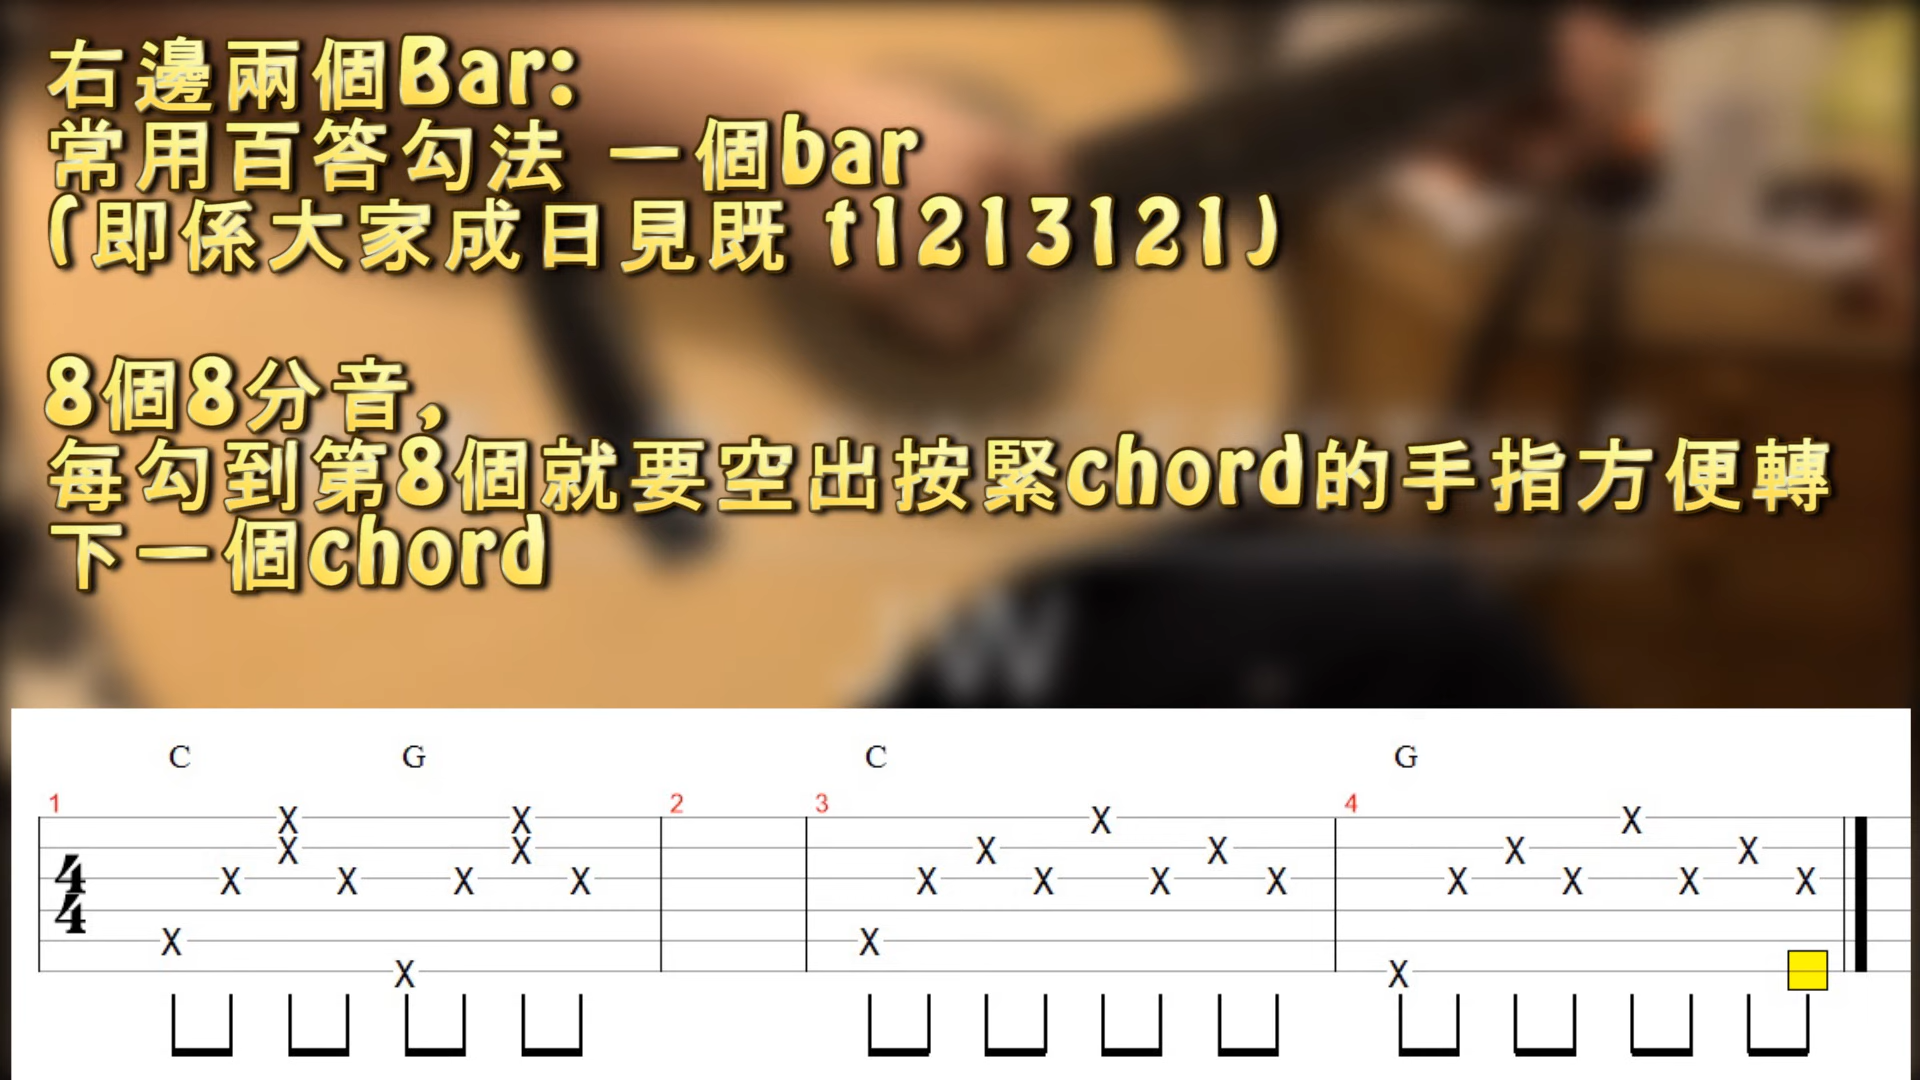 右邊兩個Bar:
常用百答勾法 一個bar
(即係大家成日見既 t1213121)
8個8分音,
每勾到第8個就要空出按緊chord的手指方便轉
下一個chord
C G C G
1 2 3 4
X X X
X X X X X X
X X X X X X X X X X X X
X X
X X
4
4